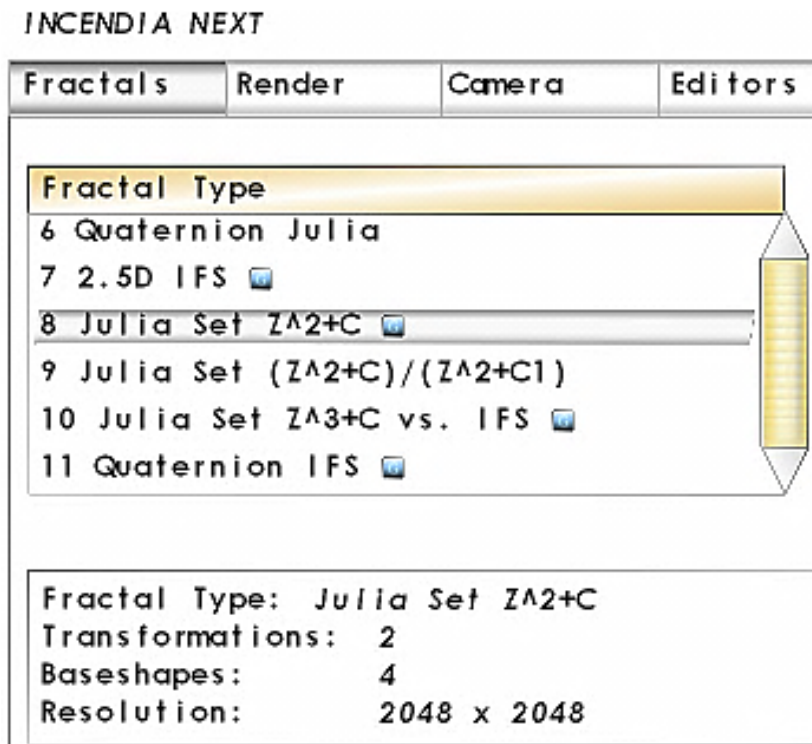 INCENDIA NEXT
Fractals Render Camera Editors
Fractal Type
6 Quaternion Julia
7 2.5D IFS
8 Julia Set Z^2+C
9 Julia Set (Z^2+C)/(Z^2+C1)
10 Julia Set Z^3+C vs. IFS
11 Quaternion IFS
Fractal Type: Julia Set Z^2+C
Transformations: 2
Baseshapes: 4
Resolution: 2048 x 2048